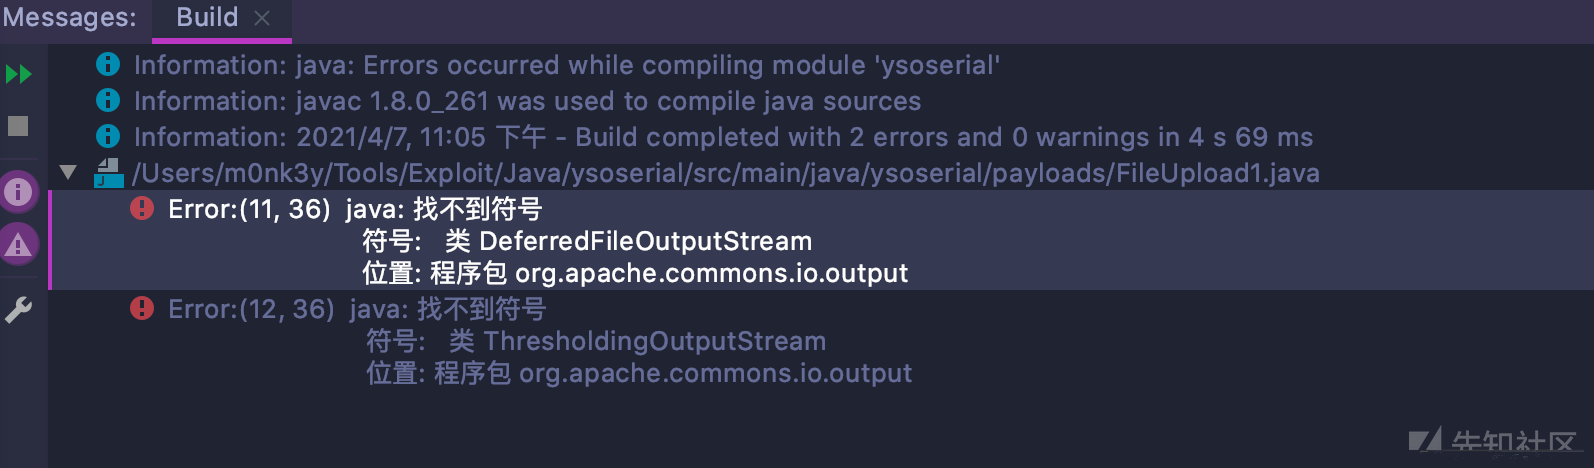 Messages: Build
Information: java: Errors occurred while compiling module 'ysoserial'
Information: javac 1.8.0_261 was used to compile java sources
Information: 2021/4/7, 11:05 下午 - Build completed with 2 errors and 0 warnings in 4 s 69 ms
/Users/m0nk3y/Tools/Exploit/Java/ysoserial/src/main/java/ysoserial/payloads/FileUpload1.java
Error:(11, 36) java: 找不到符号
符号: 类 DeferredFileOutputStream
位置: 程序包 org.apache.commons.io.output
Error:(12, 36) java: 找不到符号
符号: 类 ThresholdingOutputStream
位置: 程序包 org.apache.commons.io.output
先知社区